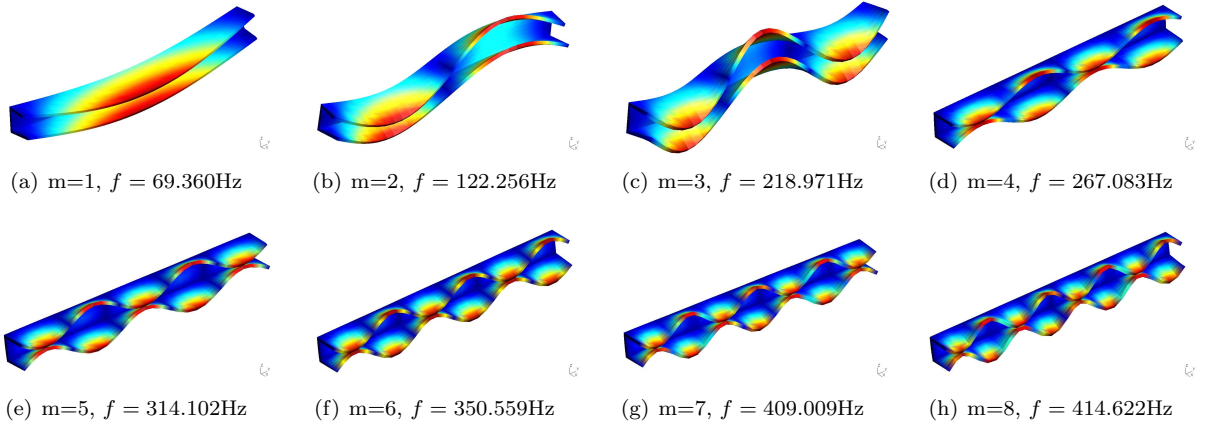 (a) m=1, f = 69.360Hz
(b) m=2, f = 122.256Hz
(c) m=3, f = 218.971Hz
(d) m=4, f = 267.083Hz
(e) m=5, f = 314.102Hz
(f) m=6, f = 350.559Hz
(g) m=7, f = 409.009Hz
(h) m=8, f = 414.622Hz